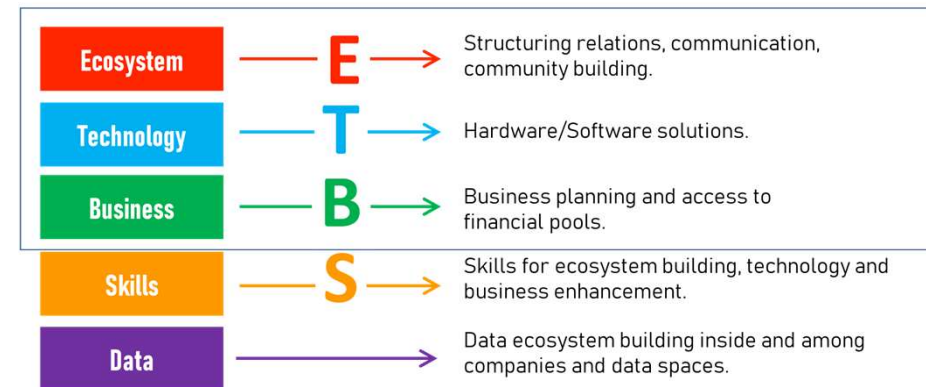 Ecosystem E Structuring relations, communication,
community building.
Technology T Hardware/Software solutions.
Business B Business planning and access to
financial pools.
Skills S Skills for ecosystem building, technology and
business enhancement.
Data Data ecosystem building inside and among
companies and data spaces.